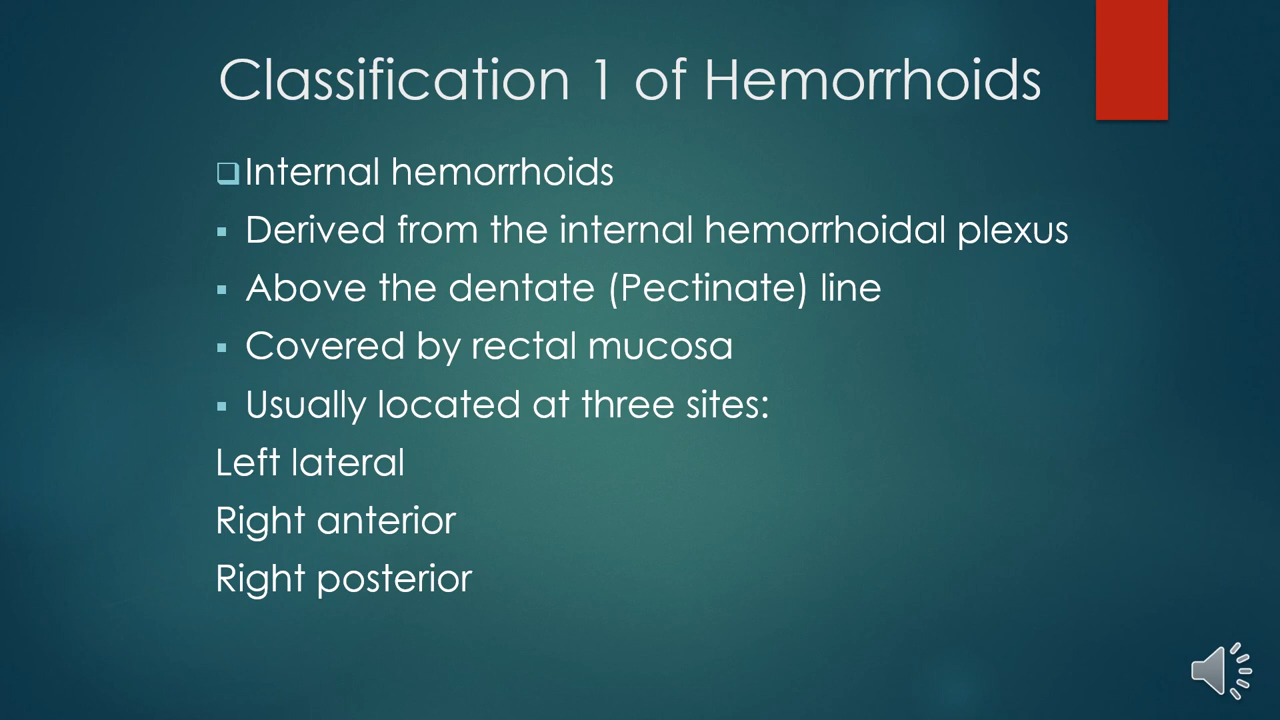 Classification 1 of Hemorrhoids
❑Internal hemorrhoids
▪ Derived from the internal hemorrhoidal plexus
▪ Above the dentate (Pectinate) line
▪ Covered by rectal mucosa
▪ Usually located at three sites:
Left lateral
Right anterior
Right posterior